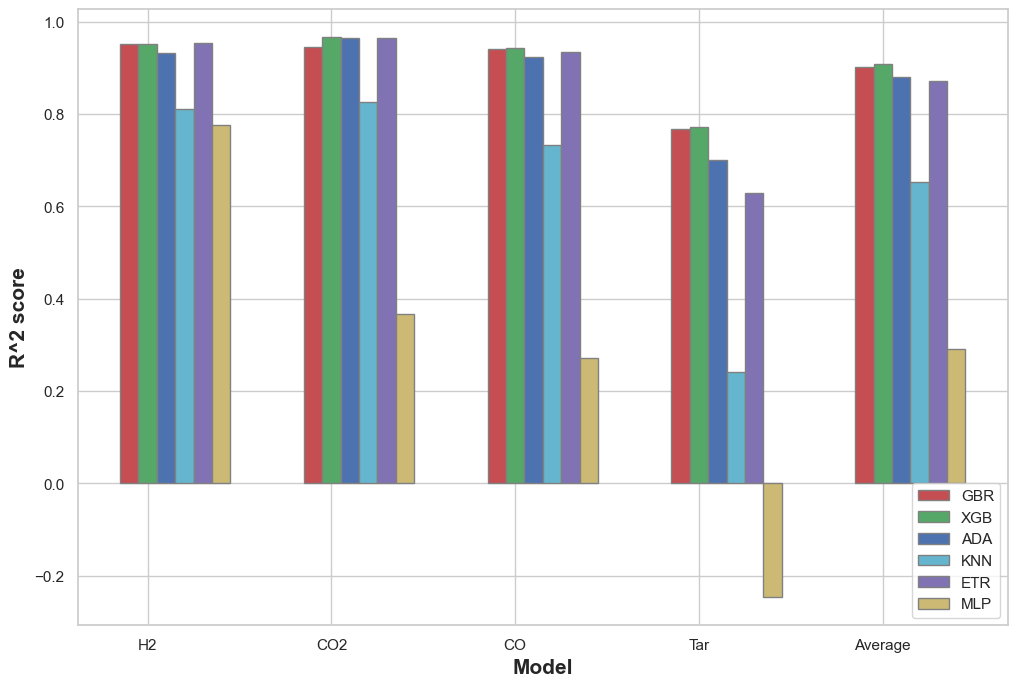 1.0
0.8
0.6
0.4
0.2
0.0
−0.2
R^2 score
H2 CO2 CO Tar Average
Model
GBR
XGB
ADA
KNN
ETR
MLP